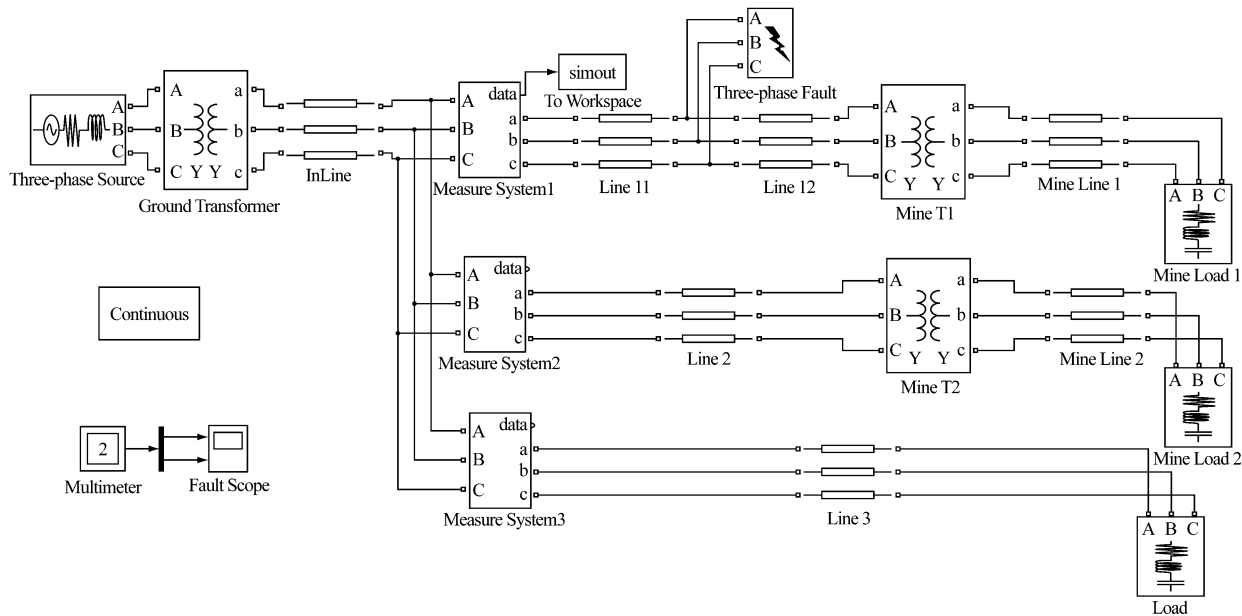 A
B
C
Three-phase Source
A
B
C
a
b
c
Y Y
Ground Transformer
InLine
A
B
C
data
a
b
c
Measure System1
simout
To Workspace
Line 11
A
B
C
Three-phase Fault
Line 12
A
B
C
a
b
c
Y Y
Mine T1
Mine Line 1
A B C
Mine Load 1
Continuous
A
B
C
data
a
b
c
Measure System2
Line 2
A
B
C
a
b
c
Y Y
Mine T2
Mine Line 2
A B C
Mine Load 2
2
Multimeter
Fault Scope
A
B
C
data
a
b
c
Measure System3
Line 3
A B C
Load